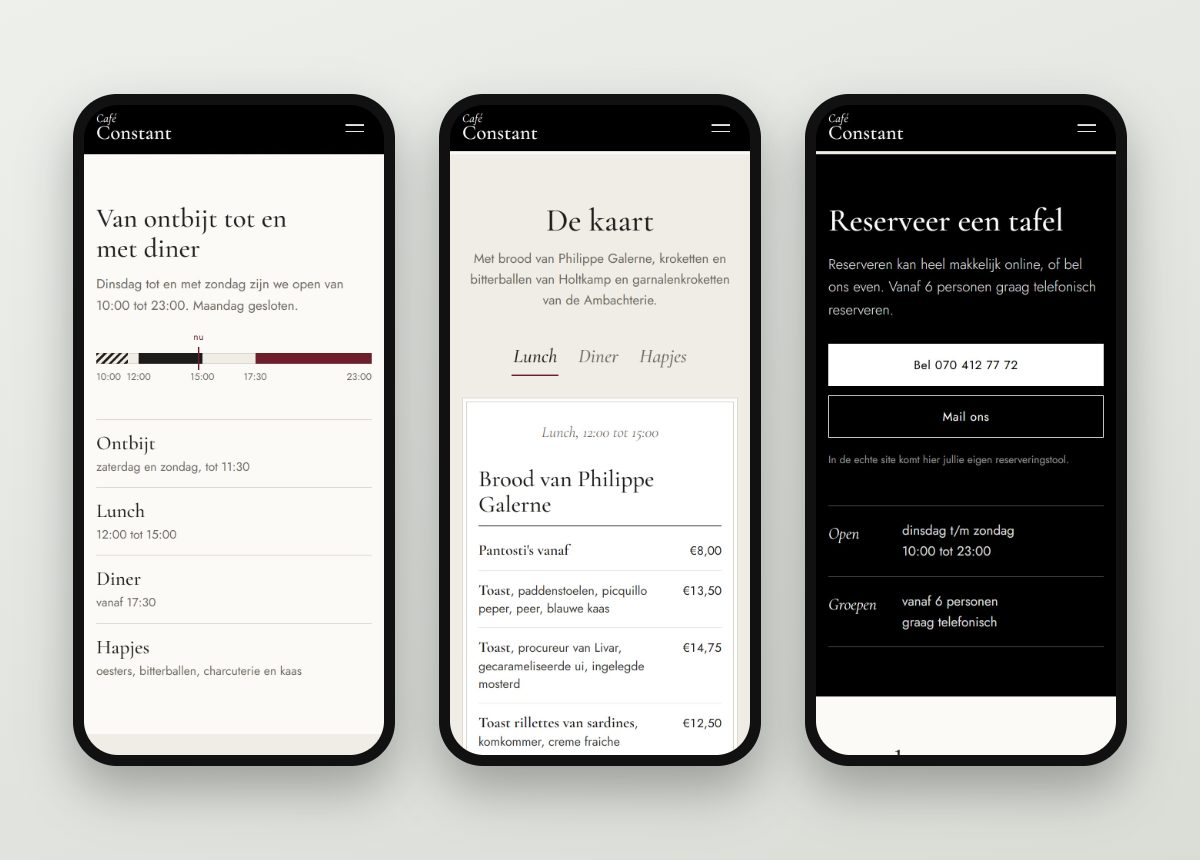 Café
Constant
Van ontbijt tot en
met diner
Dinsdag tot en met zondag zijn we open van
10:00 tot 23:00. Maandag gesloten.
nu
10:00 12:00 15:00 17:30 23:00
Ontbijt
zaterdag en zondag, tot 11:30
Lunch
12:00 tot 15:00
Diner
vanaf 17:30
Hapjes
oesters, bitterballen, charcuterie en kaas
Café
Constant
De kaart
Met brood van Philippe Galerne, kroketten en
bitterballen van Holtkamp en garnalenkroketten
van de Ambachterie.
Lunch Diner Hapjes
Lunch, 12:00 tot 15:00
Brood van Philippe
Galerne
Pantosti's vanaf €8,00
Toast, paddenstoelen, picquillo €13,50
peper, peer, blauwe kaas
Toast, procureur van Livar, €14,75
gecarameliseerde ui, ingelegde
mosterd
Toast rillettes van sardines, €12,50
komkommer, creme fraiche
Café
Constant
Reserveer een tafel
Reserveren kan heel makkelijk online, of bel
ons even. Vanaf 6 personen graag telefonisch
reserveren.
Bel 070 412 77 72
Mail ons
In de echte site komt hier jullie eigen reserveringstool.
Open dinsdag t/m zondag
10:00 tot 23:00
Groepen vanaf 6 personen
graag telefonisch